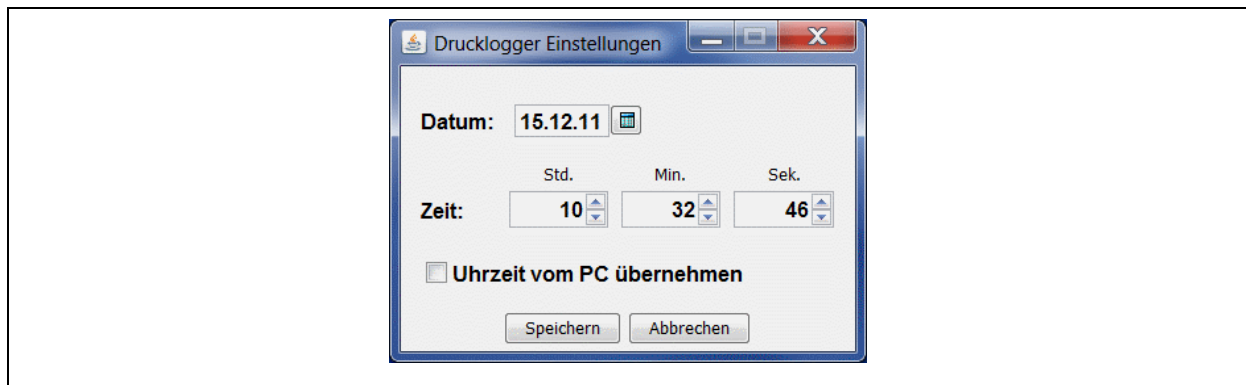 Drucklogger Einstellungen
Datum: 15.12.11
Std. Min. Sek.
Zeit: 10 32 46
Uhrzeit vom PC übernehmen
Speichern Abbrechen